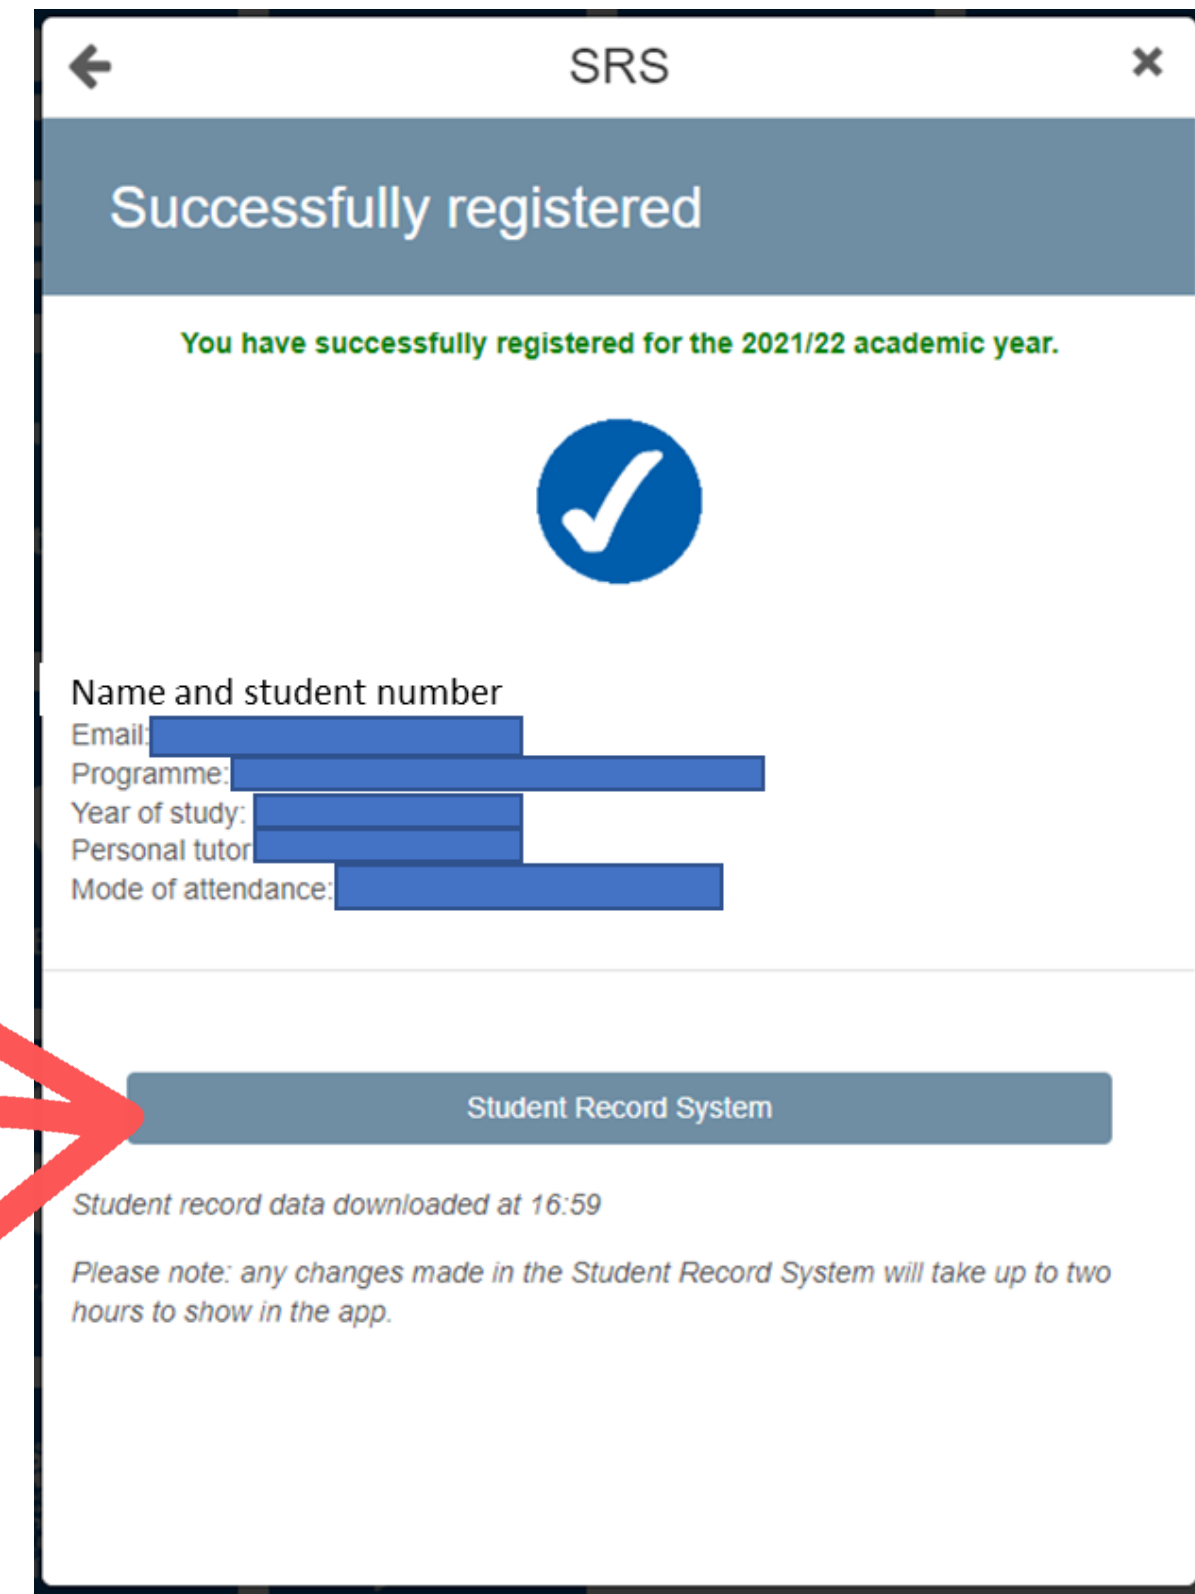 SRS
Successfully registered
You have successfully registered for the 2021/22 academic year.
Name and student number
Email:
Programme:
Year of study:
Personal tutor
Mode of attendance:
Student Record System
Student record data downloaded at 16:59
Please note: any changes made in the Student Record System will take up to two
hours to show in the app.